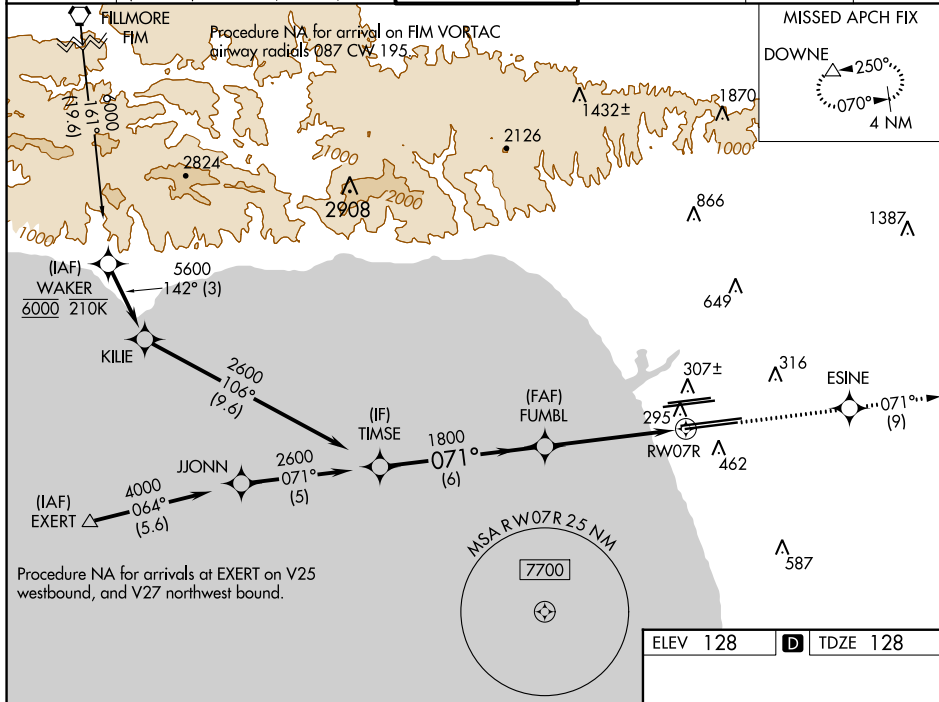 FILLMORE
FIM
Procedure NA for arrival on FIM VORTAC
airway radials 087 CW 195.
MISSED APCH FIX
DOWNE
250°
070°
4 NM
6000
161°
(19.6)
1432±
1870
2126
1000
1000
2824
2908
2000
866
1387
1000
(IAF)
WAKER
6000 210K
5600
142° (3)
649
KILIE
2600
106°
(9.6)
307±
316
ESINE
295
071°
(9)
RW07R
462
(FAF)
FUMBL
(IF)
TIMSE
1800
071°
(6)
JJONN
2600
071°
(5)
4000
064°
(5.6)
(IAF)
EXERT
587
MSA RW07R 25 NM
7700
Procedure NA for arrivals at EXERT on V25
westbound, and V27 northwest bound.
ELEV 128 D TDZE 128